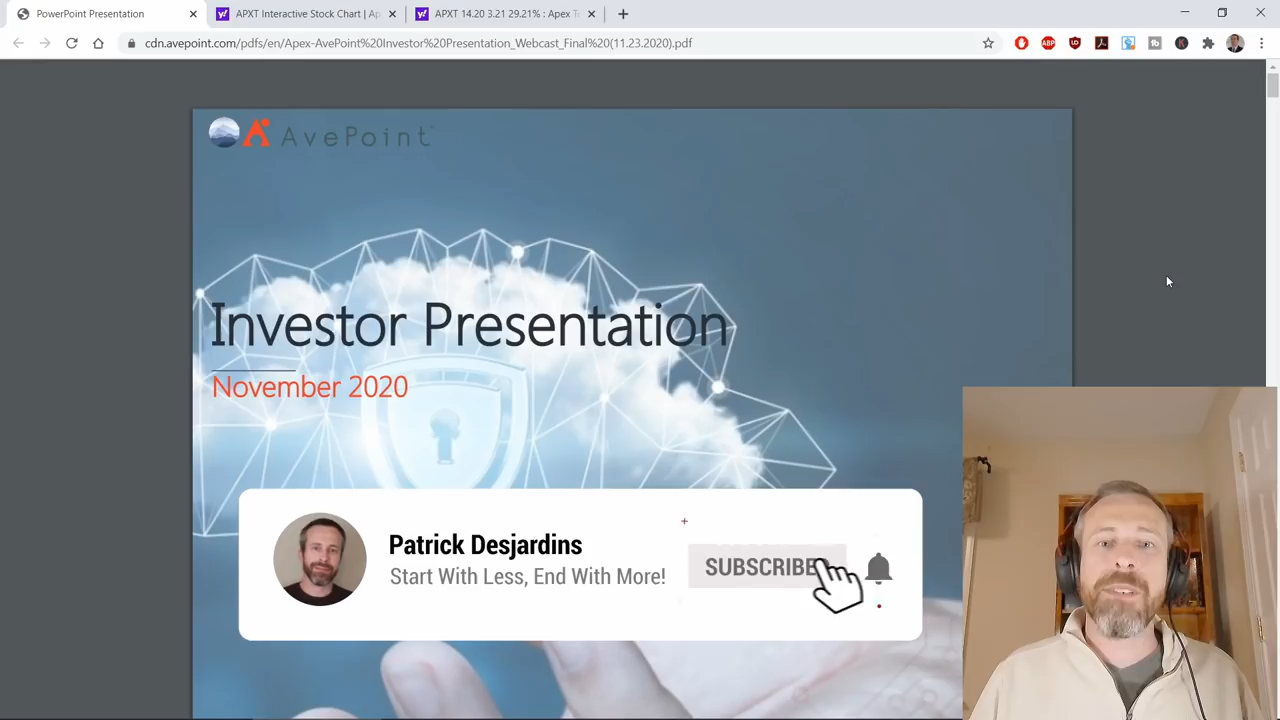 PowerPoint Presentation
APXT Interactive Stock Chart | Ap
APXT 14.20 3.21 29.21% : Apex Te
cdn.avepoint.com/pdfs/en/Apex-AvePoint%20Investor%20Presentation_Webcast_Final%20(11.23.2020).pdf
ABP
AvePoint
Investor Presentation
November 2020
Patrick Desjardins
Start With Less, End With More!
SUBSCRIBE